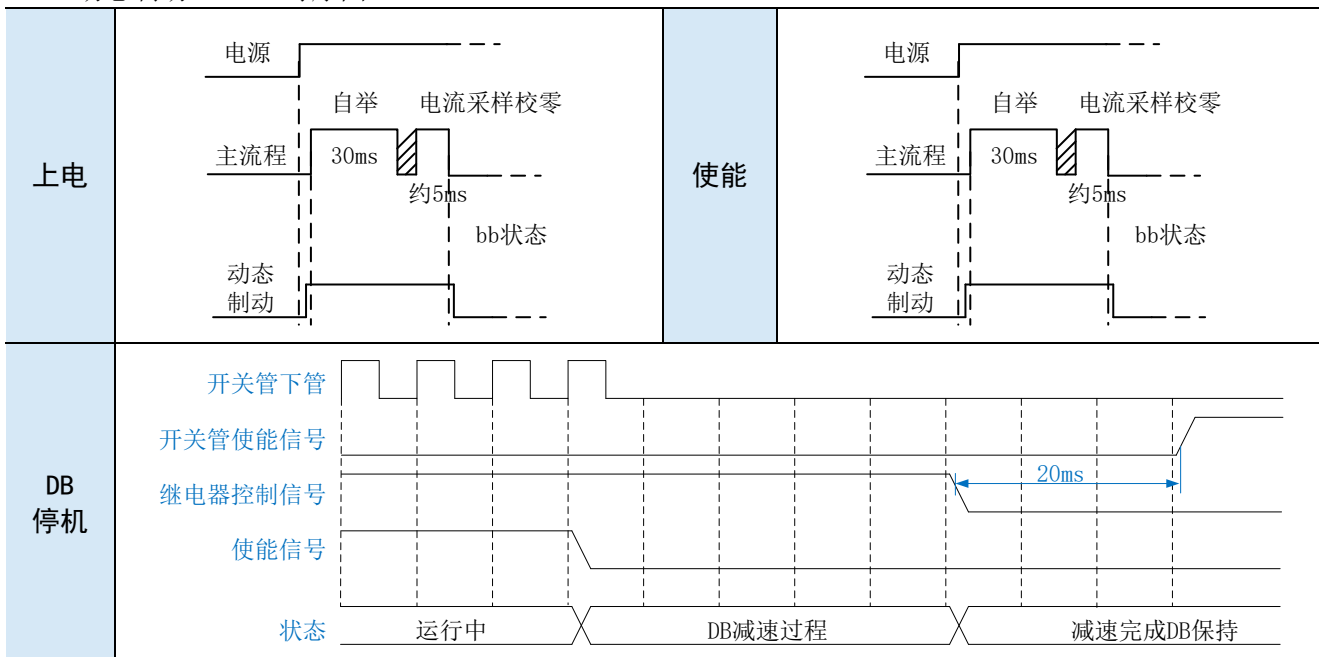 上电
电源
自举
电流采样校零
主流程
30ms
约5ms
bb状态
动态
制动
使能
电源
自举
电流采样校零
主流程
30ms
约5ms
bb状态
动态
制动
DB
停机
开关管下管
开关管使能信号
继电器控制信号
20ms
使能信号
状态
运行中
DB减速过程
减速完成DB保持